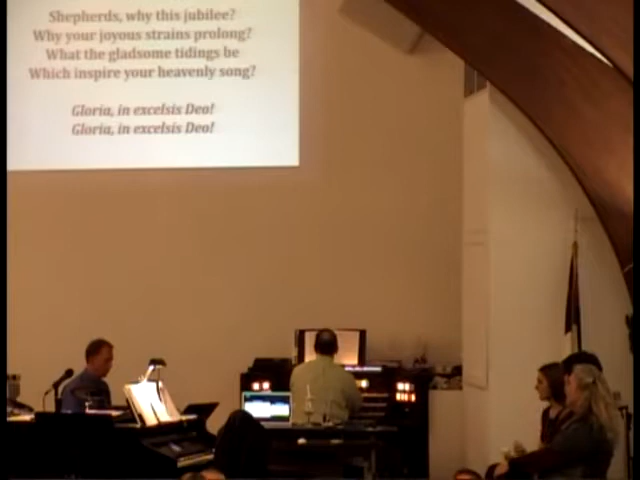 Shepherds, why this jubilee?
Why your joyous strains prolong?
What the gladsome tidings be
Which inspire your heavenly song?
Gloria, in excelsis Deo!
Gloria, in excelsis Deo!